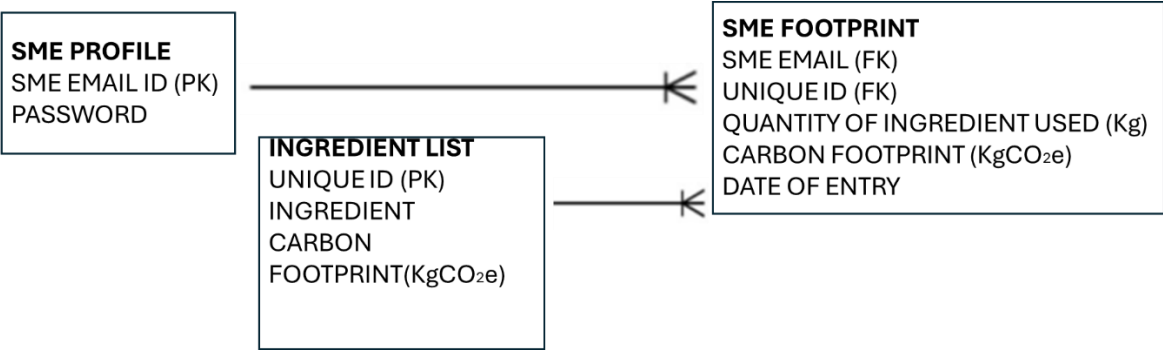 SME PROFILE
SME EMAIL ID (PK)
PASSWORD
INGREDIENT LIST
UNIQUE ID (PK)
INGREDIENT
CARBON
FOOTPRINT(KgCO₂e)
SME FOOTPRINT
SME EMAIL (FK)
UNIQUE ID (FK)
QUANTITY OF INGREDIENT USED (Kg)
CARBON FOOTPRINT (KgCO₂e)
DATE OF ENTRY